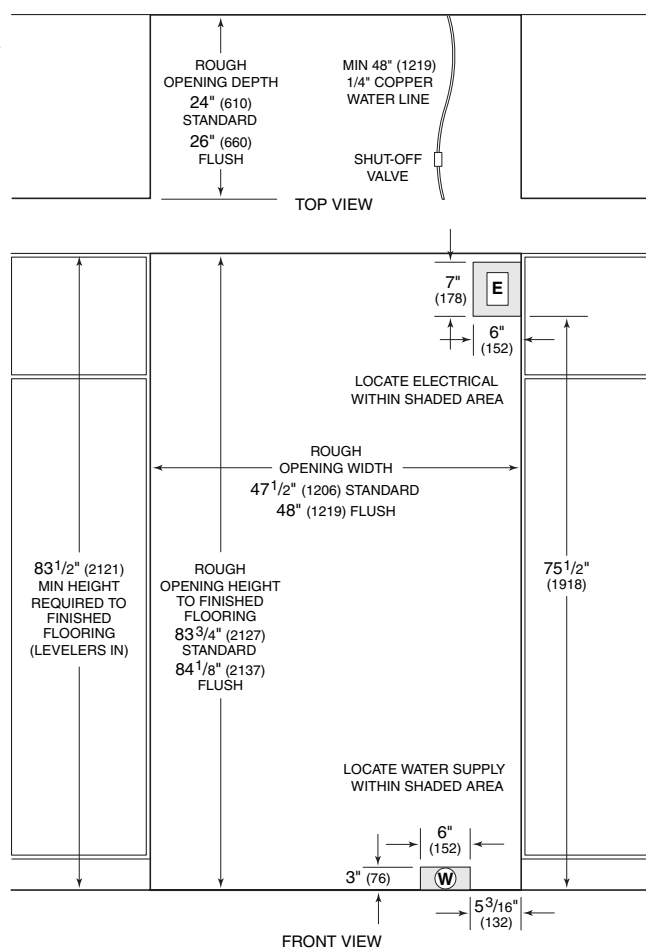 ROUGH
OPENING DEPTH
24" (610)
STANDARD
26" (660)
FLUSH
MIN 48" (1219)
1/4" COPPER
WATER LINE
SHUT-OFF
VALVE
TOP VIEW
7"
(178)
E
6"
(152)
LOCATE ELECTRICAL
WITHIN SHADED AREA
ROUGH
OPENING WIDTH
47 1/2" (1206) STANDARD
48" (1219) FLUSH
83 1/2" (2121)
MIN HEIGHT
REQUIRED TO
FINISHED
FLOORING
(LEVELERS IN)
ROUGH
OPENING HEIGHT
TO FINISHED
FLOORING
83 3/4" (2127)
STANDARD
84 1/8" (2137)
FLUSH
75 1/2"
(1918)
LOCATE WATER SUPPLY
WITHIN SHADED AREA
6"
(152)
3" (76)
W
5 3/16"
(132)
FRONT VIEW